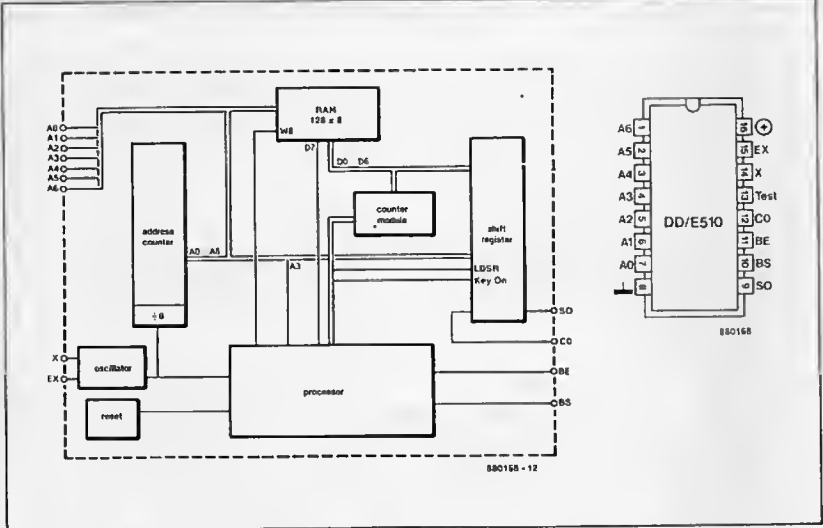 RAM
128 x 8
WE
D7
D0 D6
A0
A1
A2
A3
A4
A5
A6
address
counter
A0 A6
A3
counter
module
shift
register
LDSR
Key On
÷6
SO
CO
X
EX
oscillator
reset
processor
BE
BS
880168 - 12
A6 1
A5 2
A4 3
A3 4
A2 5
A1 6
A0 7
8
16 +
15 EX
14 X
13 Test
12 CO
11 BE
10 BS
9 SO
DD/E510
880168